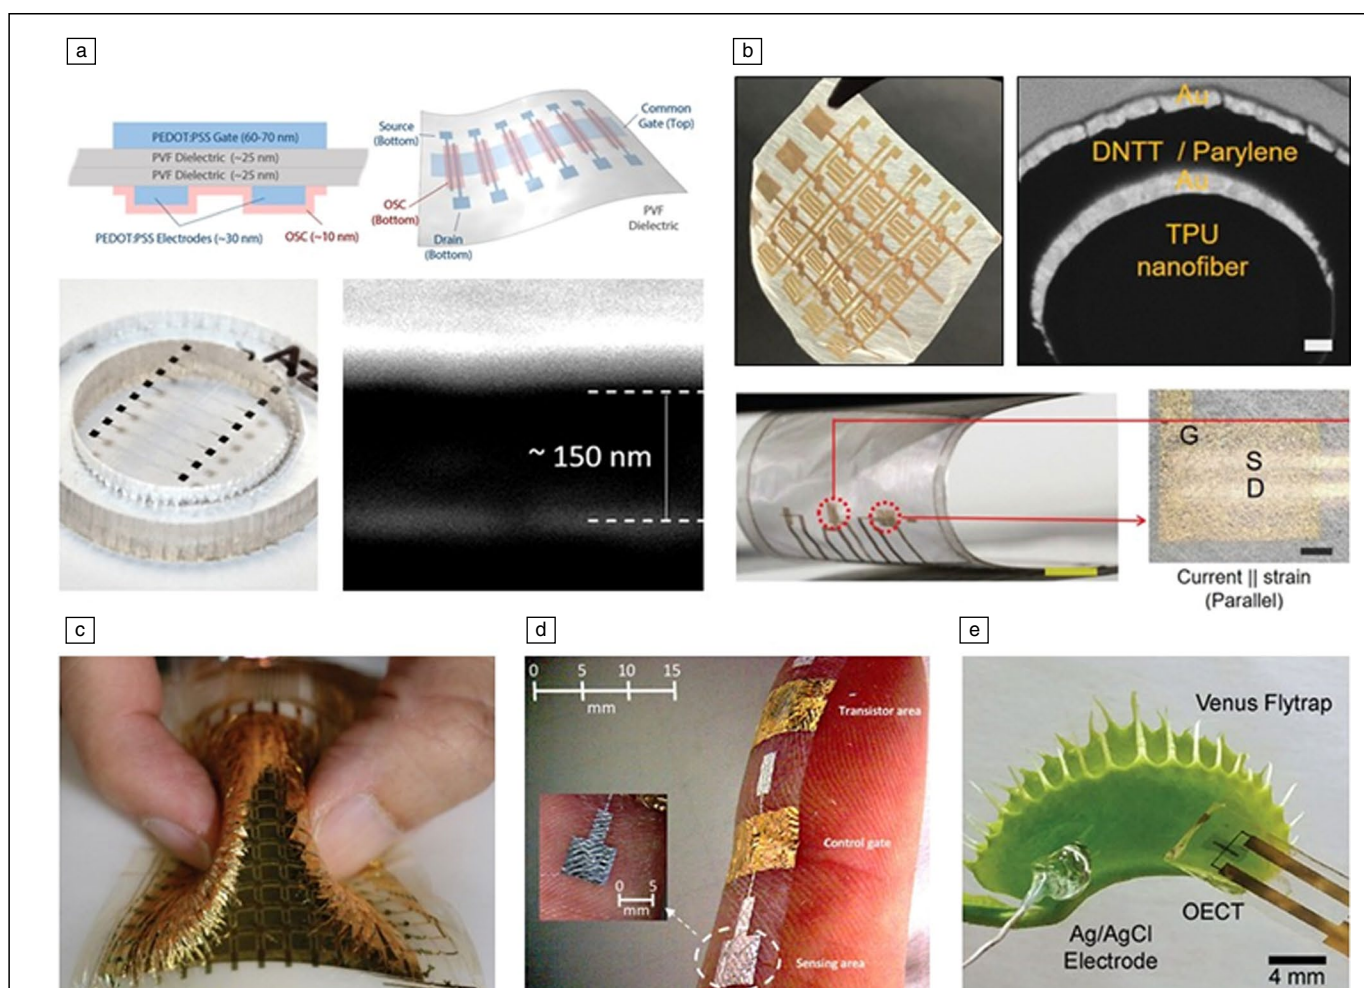 a
PEDOT:PSS Gate (60-70 nm)
PVF Dielectric (~25 nm)
PVF Dielectric (~25 nm)
PEDOT:PSS Electrodes (~30 nm)
OSC (~10 nm)
Source
(Bottom)
Common
Gate (Top)
OSC
(Bottom)
Drain
(Bottom)
PVF
Dielectric
~ 150 nm
b
Au
DNTT / Parylene
Au
TPU
nanofiber
G
S
D
Current || strain
(Parallel)
c
d
0 5 10 15
mm
Transistor area
Control gate
0 5
mm
Sensing area
e
Venus Flytrap
OECT
Ag/AgCl
Electrode
4 mm